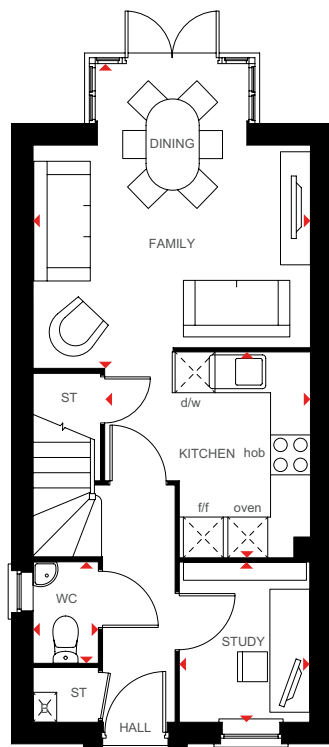 DINING
FAMILY
ST
d/w
KITCHEN hob
f/f oven
WC
STUDY
ST
B
HALL